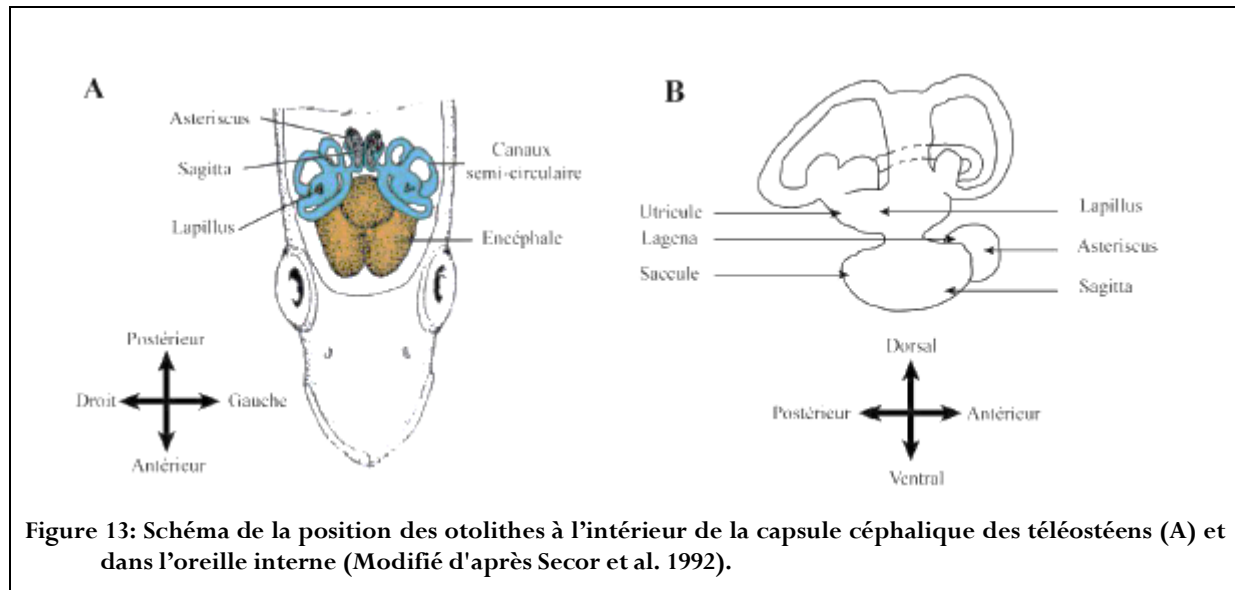 A
Asteriscus
Sagitta
Lapillus
Canaux
semi-circulaire
Encéphale
Postérieur
Droit
Gauche
Antérieur
B
Utricule
Lagena
Saccule
Lapillus
Asteriscus
Sagitta
Dorsal
Postérieur
Antérieur
Ventral
Figure 13: Schéma de la position des otolithes à l’intérieur de la capsule céphalique des téléostéens (A) et
dans l’oreille interne (Modifié d'après Secor et al. 1992).